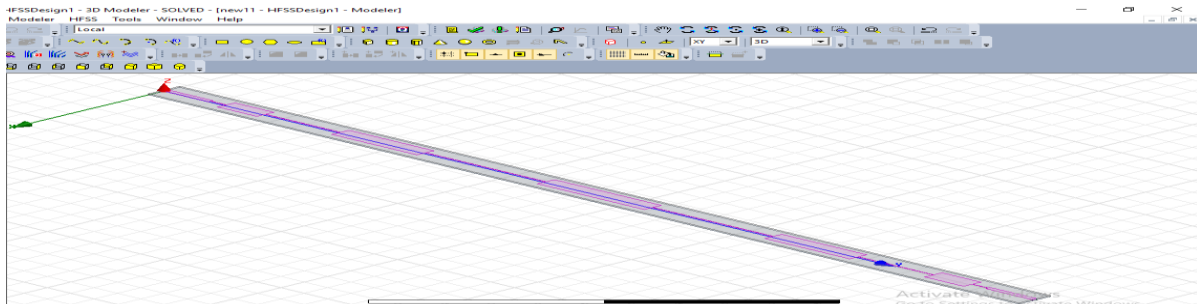 HFSSDesign1 - 3D Modeler - SOLVED - [new11 - HFSSDesign1 - Modeler]
Modeler HFSS Tools Window Help
Local
XY
3D
Z
Y
Activate Windows